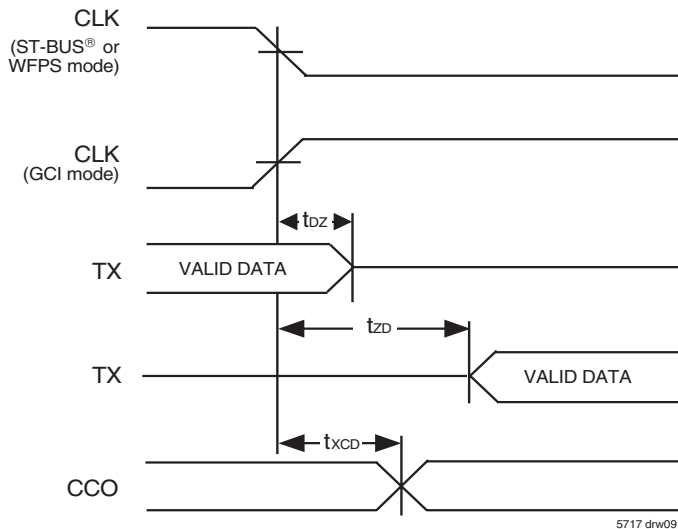 CLK
(ST-BUS® or
WFPS mode)
CLK
(GCI mode)
tDZ
TX
VALID DATA
tZD
TX
VALID DATA
tXCD
CCO
5717 drw09